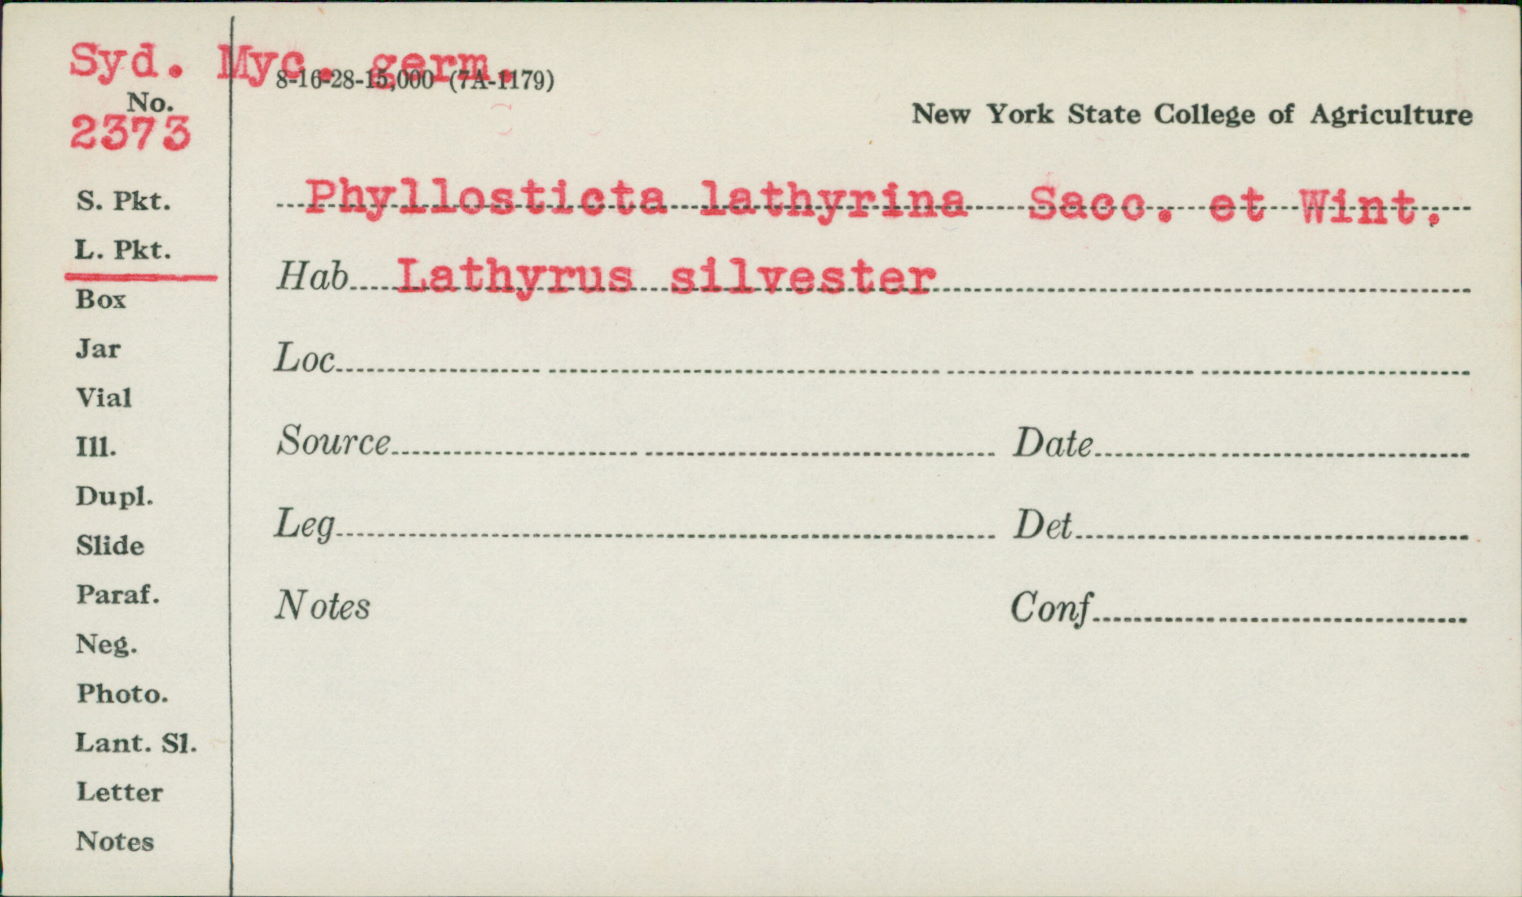 Syd. Myc. germ.
8-16-28-15,000 (7A-1179)
No.
2373
New York State College of Agriculture
S. Pkt.
Phyllosticta lathyrina Sacc. et Wint.
L. Pkt.
Hab. Lathyrus silvester
Box
Jar
Loc.
Vial
Ill.
Source
Date
Dupl.
Slide
Leg.
Det.
Paraf.
Notes
Conf.
Neg.
Photo.
Lant. Sl.
Letter
Notes